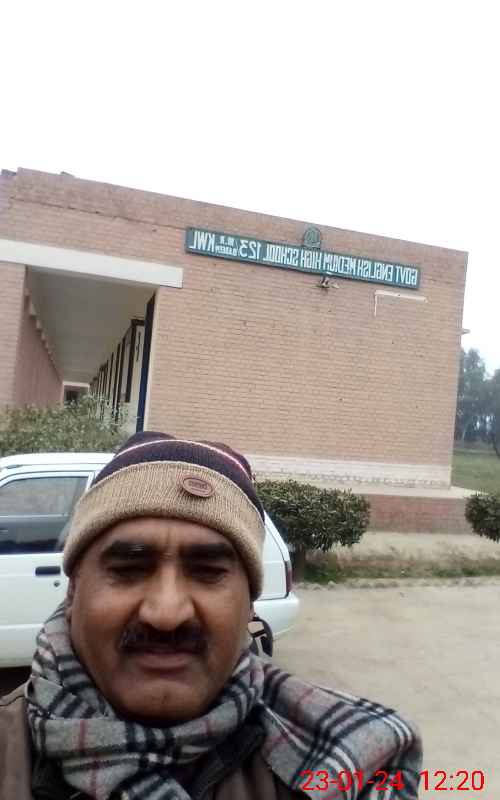 GOVT ENGLISH MEDIUM HIGH SCHOOL 123/ KWL
23-01-24 12:20